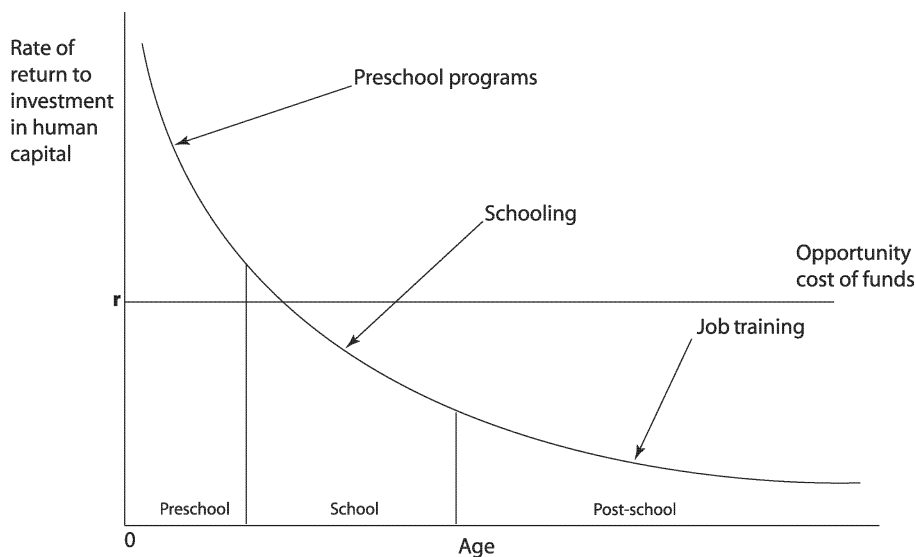 Rate of
return to
investment
in human
capital
Preschool programs
Schooling
Opportunity
cost of funds
r
Job training
Preschool
School
Post-school
0
Age